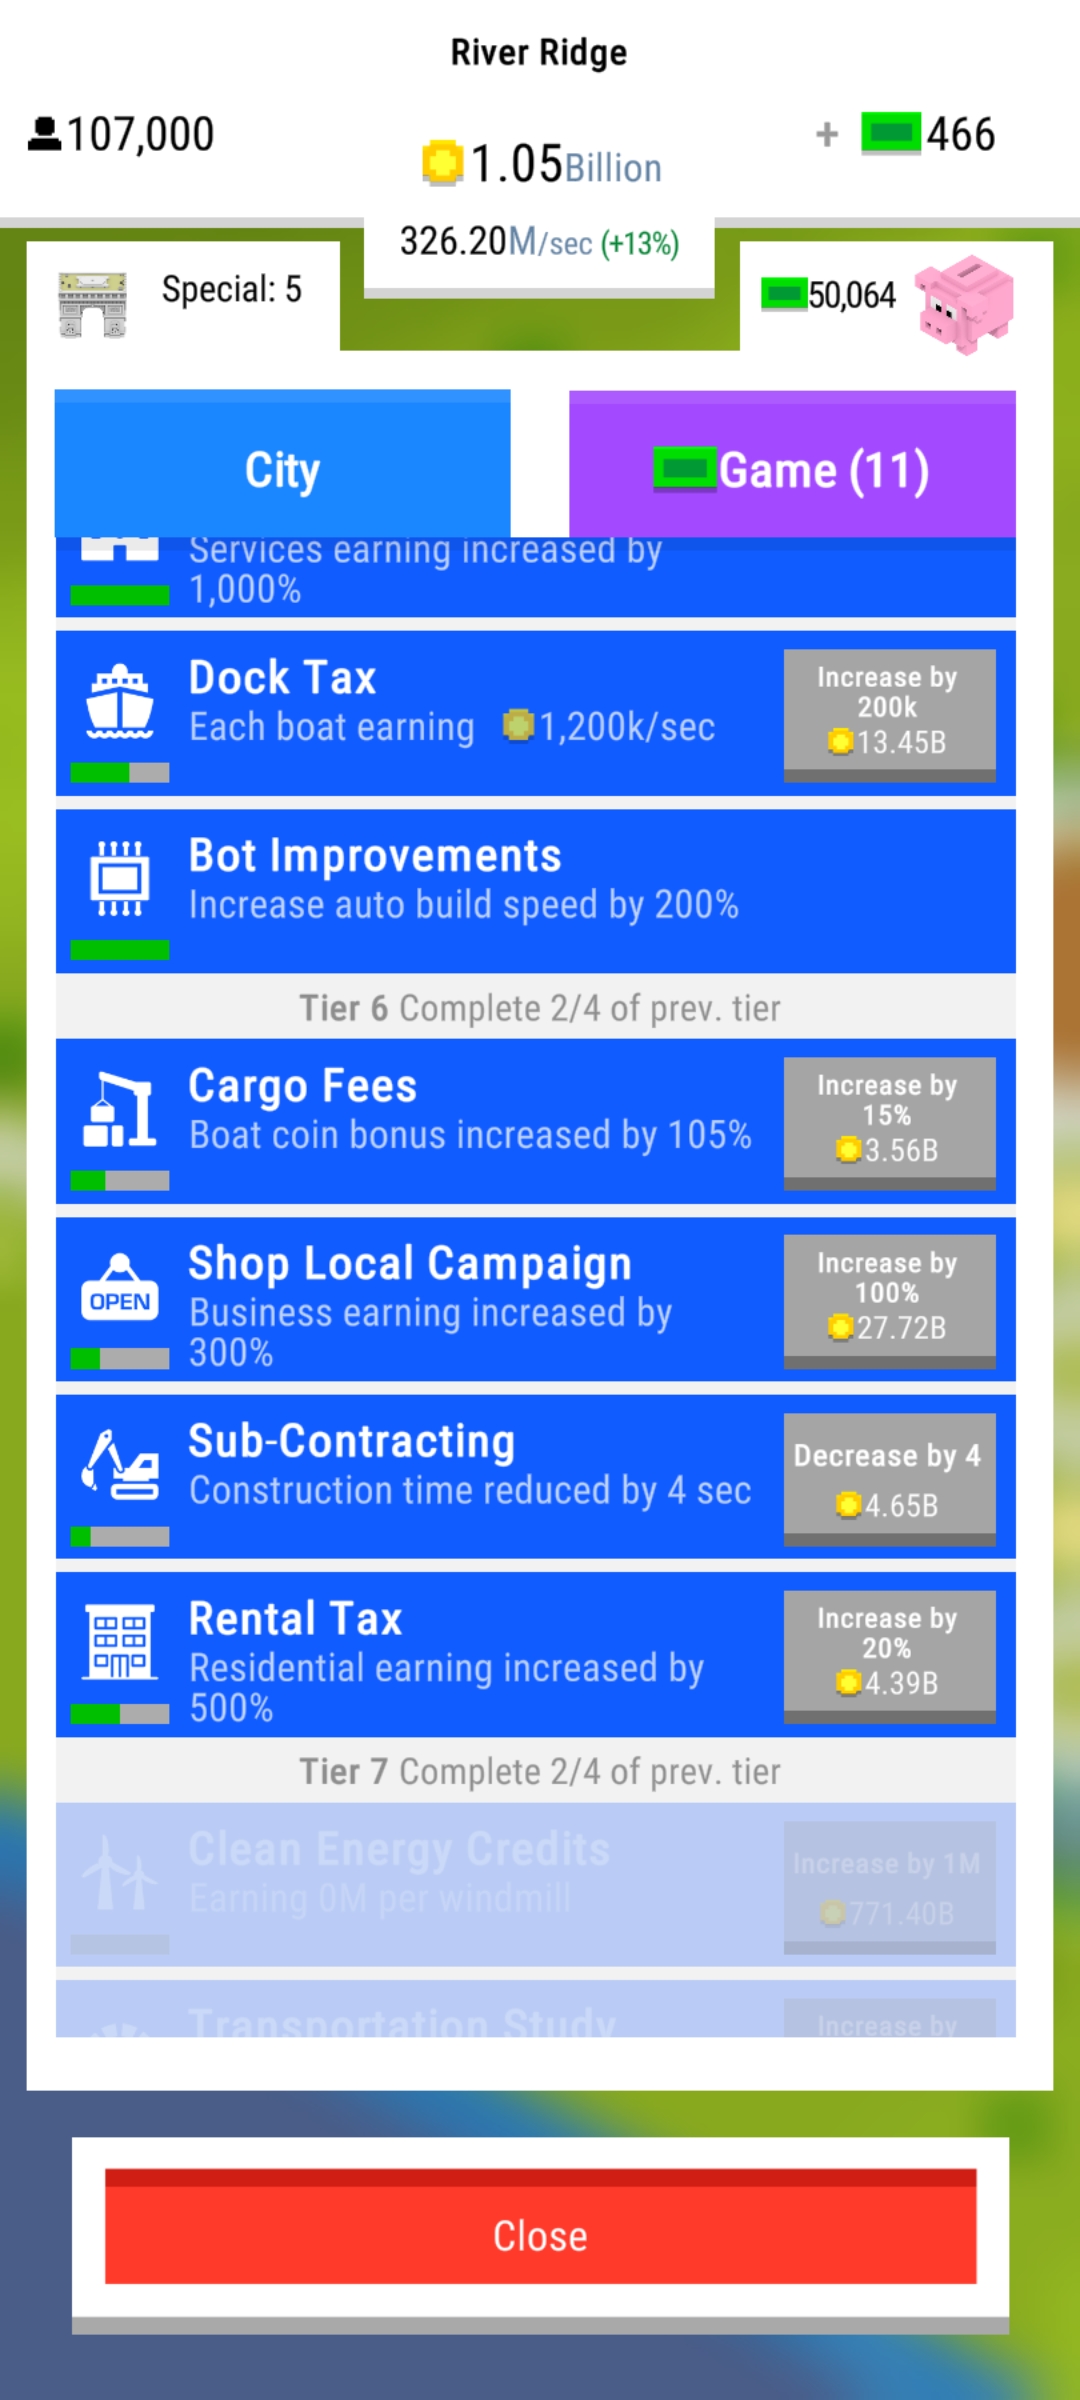 River Ridge
107,000
1.05Billion
+ 466
326.20M/sec (+13%)
Special: 5
50,064
City
Game (11)
Services earning increased by
1,000%
Dock Tax
Each boat earning 1,200k/sec
Increase by
200k
13.45B
Bot Improvements
Increase auto build speed by 200%
Tier 6 Complete 2/4 of prev. tier
Cargo Fees
Boat coin bonus increased by 105%
Increase by
15%
3.56B
OPEN
Shop Local Campaign
Business earning increased by
300%
Increase by
100%
27.72B
Sub-Contracting
Construction time reduced by 4 sec
Decrease by 4
4.65B
Rental Tax
Residential earning increased by
500%
Increase by
20%
4.39B
Tier 7 Complete 2/4 of prev. tier
Clean Energy Credits
Earning 0M per windmill
Increase by 1M
771.40B
Transportation Study
Increase by
Close